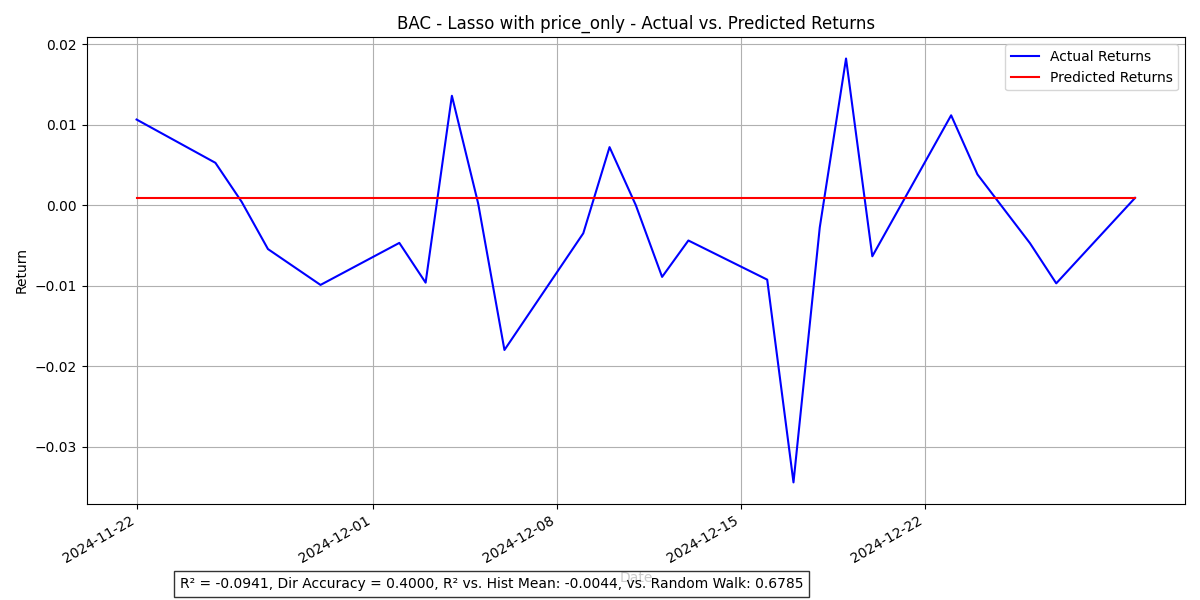 BAC - Lasso with price_only - Actual vs. Predicted Returns
Actual Returns
Predicted Returns
0.02
0.01
0.00
−0.01
−0.02
−0.03
Return
2024-11-22
2024-12-01
2024-12-08
2024-12-15
2024-12-22
Date
R² = -0.0941, Dir Accuracy = 0.4000, R² vs. Hist Mean: -0.0044, vs. Random Walk: 0.6785